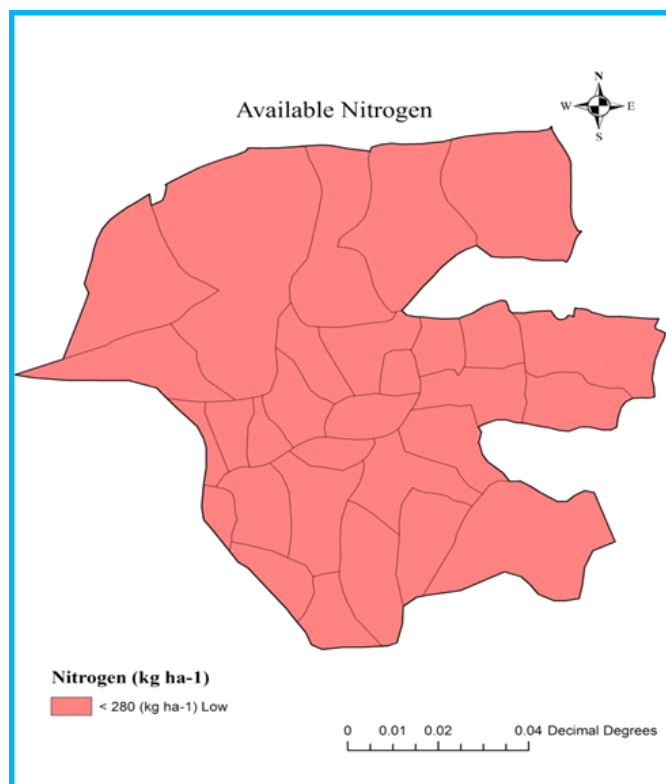 Available Nitrogen
N
W E
S
Nitrogen (kg ha-1)
< 280 (kg ha-1) Low
0 0.01 0.02 0.04 Decimal Degrees